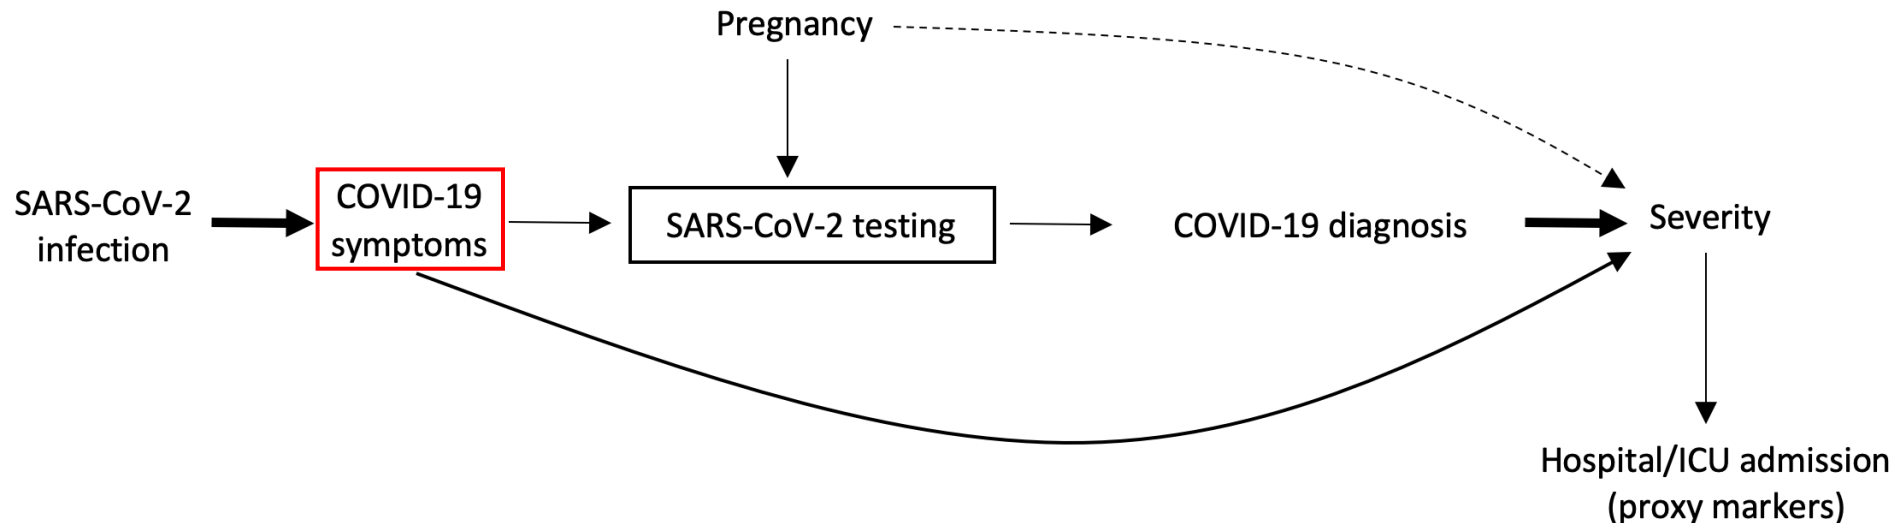 Pregnancy
SARS-CoV-2
infection
COVID-19
symptoms
SARS-CoV-2 testing
COVID-19 diagnosis
Severity
Hospital/ICU admission
(proxy markers)